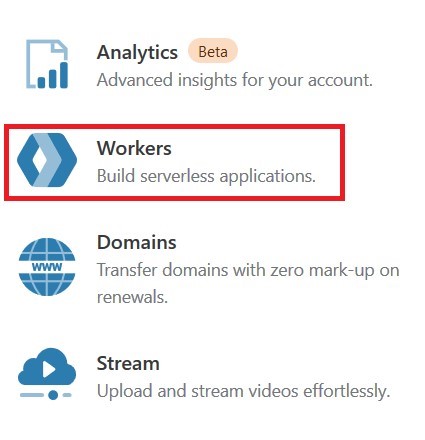 Analytics Beta
Advanced insights for your account.
Workers
Build serverless applications.
Domains
www
Transfer domains with zero mark-up on
renewals.
Stream
Upload and stream videos effortlessly.